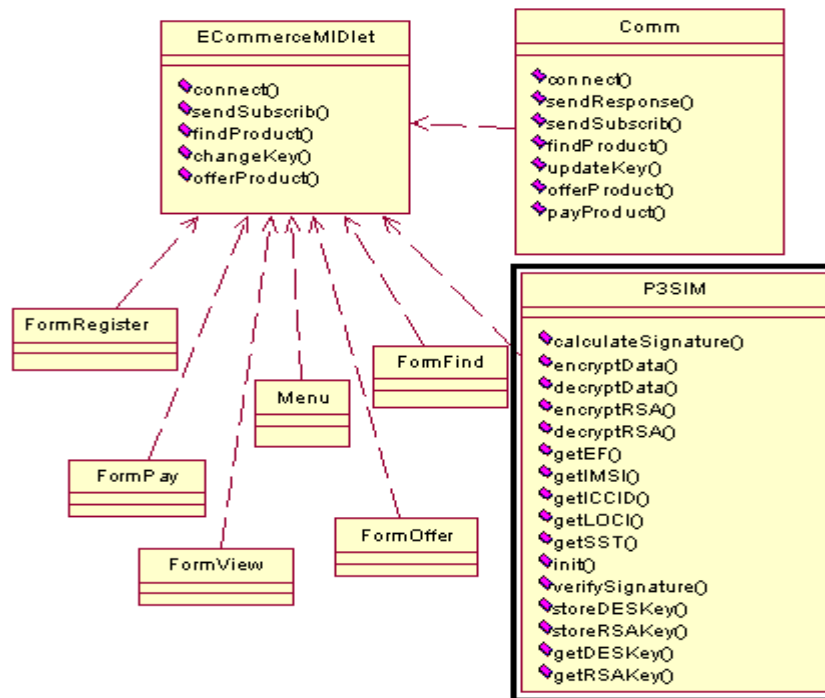 ECommerceMIDlet
connect()
sendSubscrib()
findProduct()
changeKey()
offerProduct()
Comm
connect()
sendResponse()
sendSubscrib()
findProduct()
updateKey()
offerProduct()
payProduct()
P3SIM
calculateSignature()
encryptData()
decryptData()
encryptRSA()
decryptRSA()
getEF()
getIMSI()
getICCID()
getLOCI()
getSST()
init()
verifySignature()
storeDESKey()
storeRSAKey()
getDESKey()
getRSAKey()
FormRegister
FormFind
Menu
FormPay
FormOffer
FormView